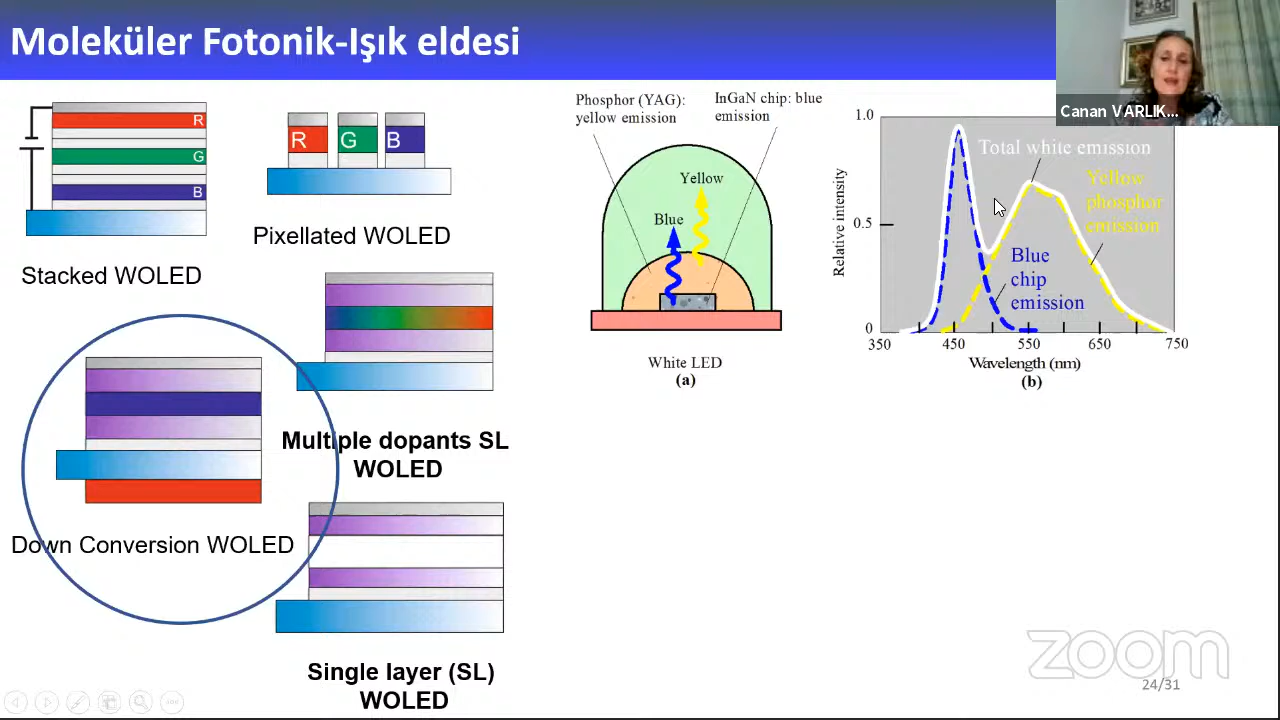 Moleküler Fotonik-Işık eldesi
Canan VARLIK...
R
G
B
Stacked WOLED
R G B
Pixellated WOLED
Down Conversion WOLED
Multiple dopants SL
WOLED
Single layer (SL)
WOLED
Phosphor (YAG):
yellow emission
InGaN chip: blue
emission
Yellow
Blue
White LED
(a)
Relative intensity
1.0
0.5
0
Total white emission
Yellow
phosphor
emission
Blue
chip
emission
350 450 550 650 750
Wavelength (nm)
(b)
zoom
24/31